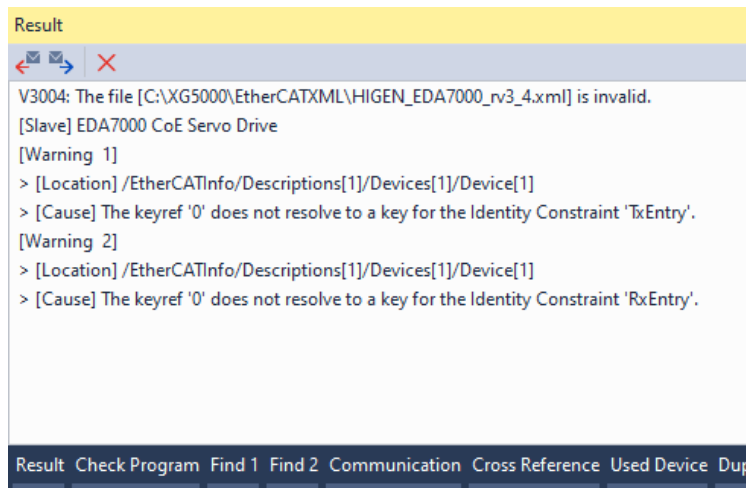 Result
V3004: The file [C:\XG5000\EtherCATXML\HIGEN_EDA7000_rv3_4.xml] is invalid.
[Slave] EDA7000 CoE Servo Drive
[Warning  1]
> [Location] /EtherCATInfo/Descriptions[1]/Devices[1]/Device[1]
> [Cause] The keyref '0' does not resolve to a key for the Identity Constraint 'TxEntry'.
[Warning  2]
> [Location] /EtherCATInfo/Descriptions[1]/Devices[1]/Device[1]
> [Cause] The keyref '0' does not resolve to a key for the Identity Constraint 'RxEntry'.
Result Check Program Find 1 Find 2 Communication Cross Reference Used Device Dup